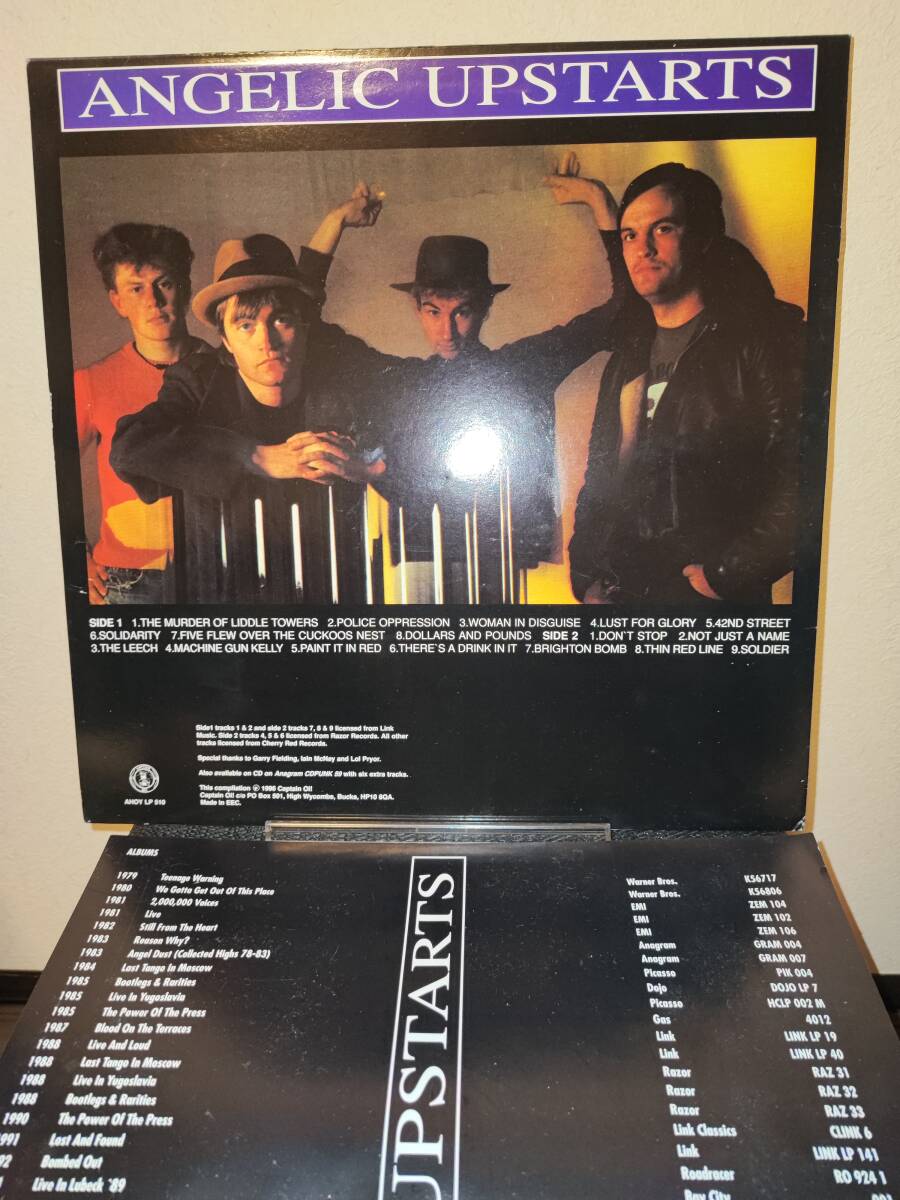 ANGELIC UPSTARTS
SIDE 1 1.THE MURDER OF LIDDLE TOWERS 2.POLICE OPPRESSION 3.WOMAN IN DISGUISE 4.LUST FOR GLORY 5.42ND STREET
6.SOLIDARITY 7.FIVE FLEW OVER THE CUCKOOS NEST 8.DOLLARS AND POUNDS SIDE 2 1.DON`T STOP 2.NOT JUST A NAME
3.THE LEECH 4.MACHINE GUN KELLY 5.PAINT IT IN RED 6.THERE`S A DRINK IN IT 7.BRIGHTON BOMB 8.THIN RED LINE 9.SOLDIER
Side1 tracks 1 & 2 and side 2 tracks 7, 8 & 9 licensed from Link
Music. Side 2 tracks 4, 5 & 6 licensed from Razor Records. All other
tracks licensed from Cherry Red Records.
Special thanks to Garry Fielding, Iain McNay and Lol Pryor.
Also available on CD on Anagram CDPUNK 59 with six extra tracks.
This compilation ℗ 1996 Captain Oi!
Captain Oi! c/o PO Box 501, High Wycombe, Bucks, HP10 8QA.
Made in EEC.
AHOY LP 510
ALBUMS
1979 Teenage Warning Warner Bros. K56717
1980 We Gotta Get Out Of This Place Warner Bros. K56806
1981 2,000,000 Voices EMI ZEM 104
1981 Live EMI ZEM 102
1982 Still From The Heart EMI ZEM 106
1983 Reason Why? Anagram GRAM 004
1983 Angel Dust (Collected Highs 78-83) Anagram GRAM 007
1984 Last Tango In Moscow Picasso PIK 004
1985 Bootlegs & Rarities Dojo DOJO LP 7
1985 Live In Yugoslavia Picasso HCLP 002 M
1985 The Power Of The Press Gas 4012
1987 Blood On The Terraces Link LINK LP 19
1988 Live And Loud Link LINK LP 40
1988 Last Tango In Moscow Razor RAZ 31
1988 Live In Yugoslavia Razor RAZ 32
1988 Bootlegs & Rarities Razor RAZ 33
1990 The Power Of The Press Link Classics CLINK 6
991 Lost And Found Link LINK LP 141
92 Bombed Out Roadracer RO 924 1
Live In Lubeck '89 Bay City
UPSTARTS